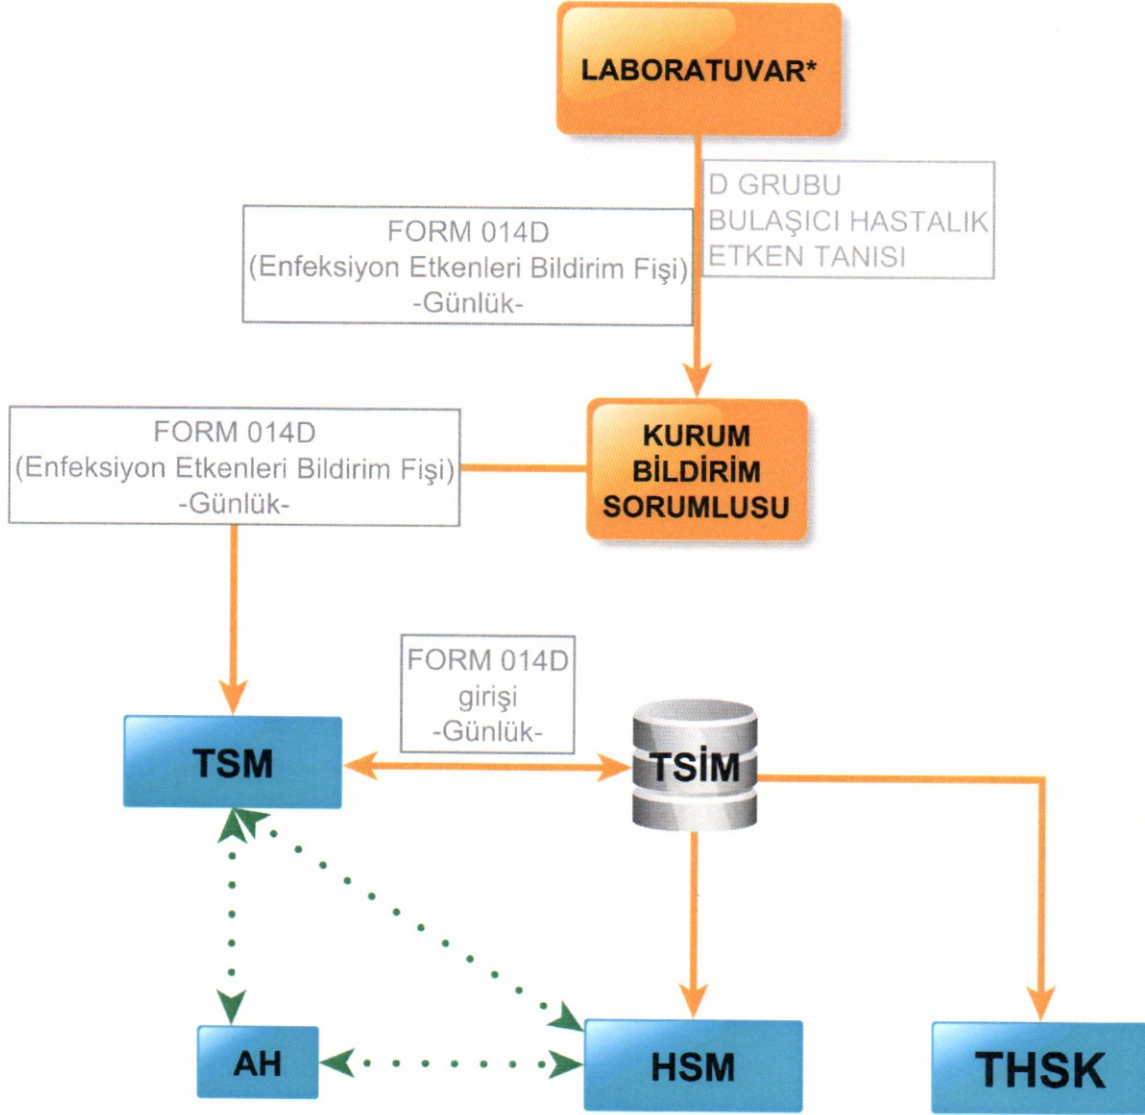 LABORATUVAR*
D GRUBU
BULAŞICI HASTALIK
ETKEN TANISI
FORM 014D
(Enfeksiyon Etkenleri Bildirim Fişi)
-Günlük-
KURUM
BİLDİRİM
SORUMLUSU
FORM 014D
(Enfeksiyon Etkenleri Bildirim Fişi)
-Günlük-
FORM 014D
girişi
-Günlük-
TSM
TSİM
AH
HSM
THSK